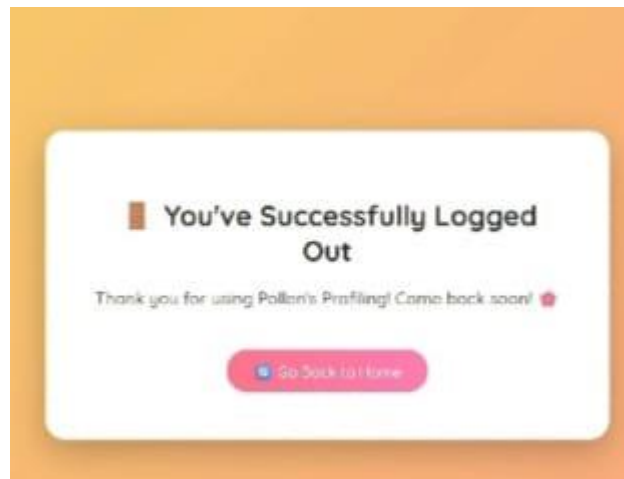 🚪 You've Successfully Logged
Out
Thank you for using Pollen's Profiling! Come back soon! 🌸
Go Back to Home